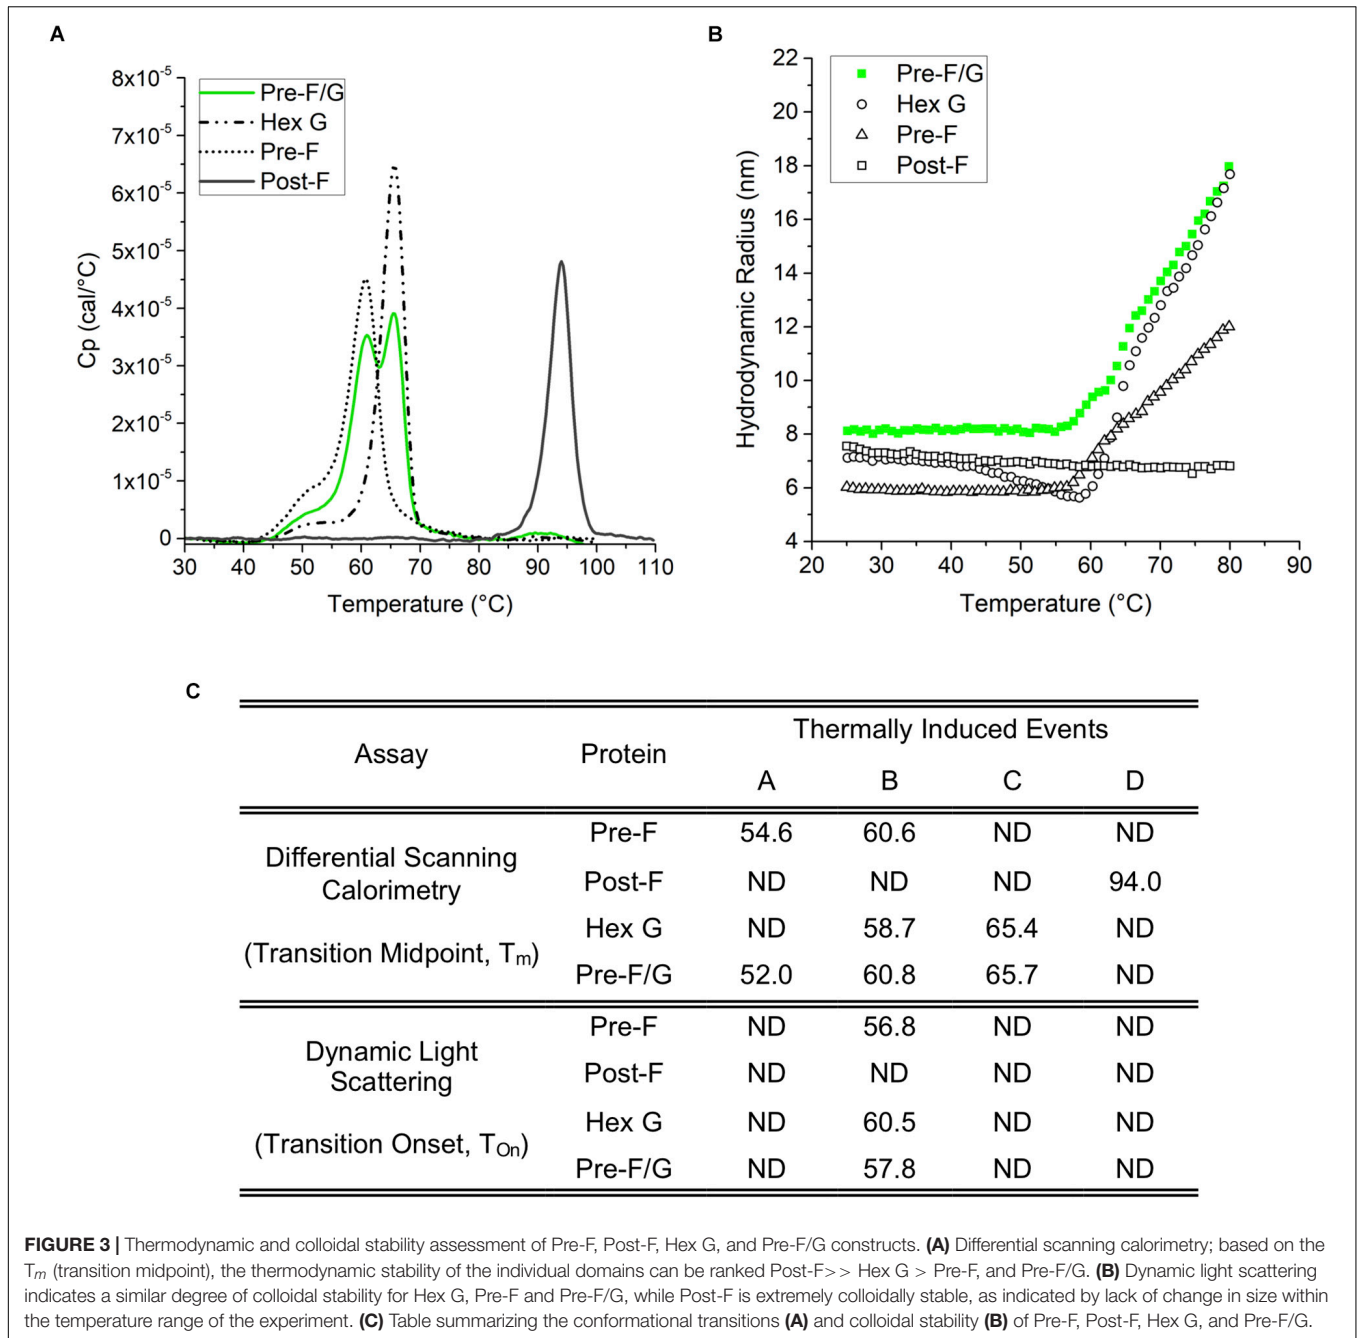 A
8x10-5
7x10-5
6x10-5
5x10-5
4x10-5
3x10-5
2x10-5
1x10-5
0
Cp (cal/°C)
Pre-F/G
Hex G
Pre-F
Post-F
30 40 50 60 70 80 90 100 110
Temperature (°C)
B
22
20
18
16
14
12
10
8
6
4
Hydrodynamic Radius (nm)
Pre-F/G
Hex G
Pre-F
Post-F
20 30 40 50 60 70 80 90
Temperature (°C)
C
Assay Protein Thermally Induced Events
A B C D
Differential Scanning
Calorimetry
(Transition Midpoint, Tm)
Pre-F 54.6 60.6 ND ND
Post-F ND ND ND 94.0
Hex G ND 58.7 65.4 ND
Pre-F/G 52.0 60.8 65.7 ND
Dynamic Light
Scattering
(Transition Onset, TOn)
Pre-F ND 56.8 ND ND
Post-F ND ND ND ND
Hex G ND 60.5 ND ND
Pre-F/G ND 57.8 ND ND
FIGURE 3 | Thermodynamic and colloidal stability assessment of Pre-F, Post-F, Hex G, and Pre-F/G constructs. (A) Differential scanning calorimetry; based on the
Tm (transition midpoint), the thermodynamic stability of the individual domains can be ranked Post-F>> Hex G > Pre-F, and Pre-F/G. (B) Dynamic light scattering
indicates a similar degree of colloidal stability for Hex G, Pre-F and Pre-F/G, while Post-F is extremely colloidally stable, as indicated by lack of change in size within
the temperature range of the experiment. (C) Table summarizing the conformational transitions (A) and colloidal stability (B) of Pre-F, Post-F, Hex G, and Pre-F/G.